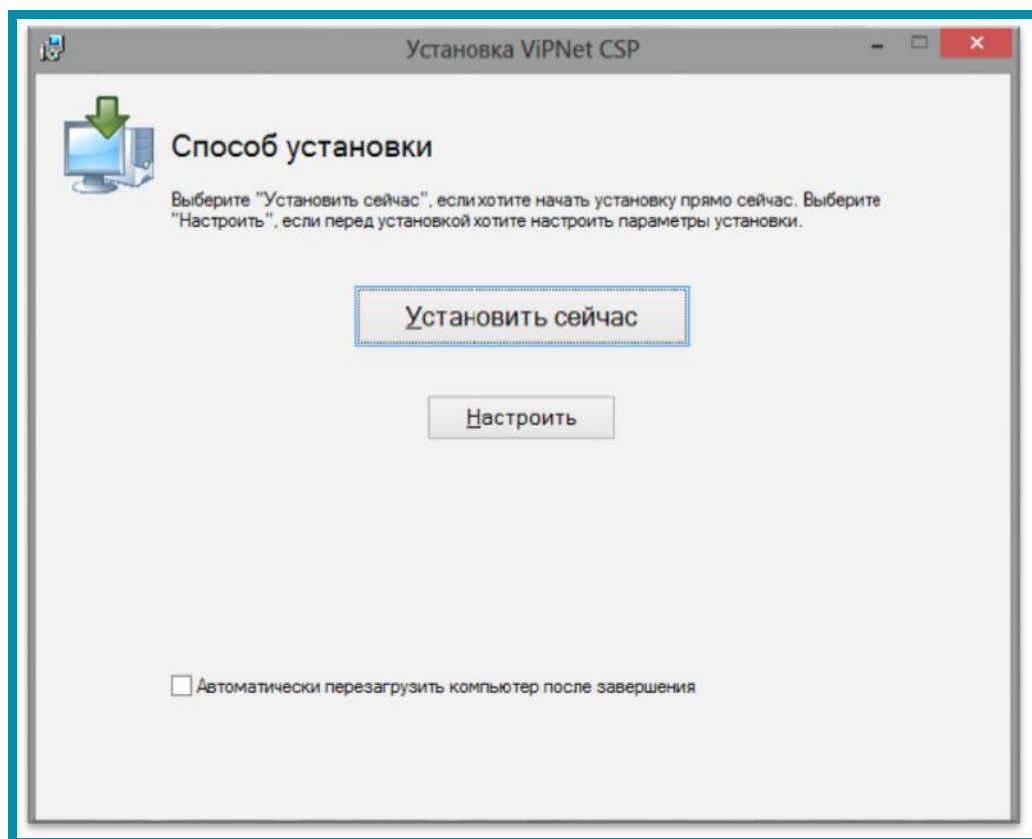 Установка ViPNet CSP
Способ установки
Выберите "Установить сейчас", если хотите начать установку прямо сейчас. Выберите
"Настроить", если перед установкой хотите настроить параметры установки.
Установить сейчас
Настроить
Автоматически перезагрузить компьютер после завершения